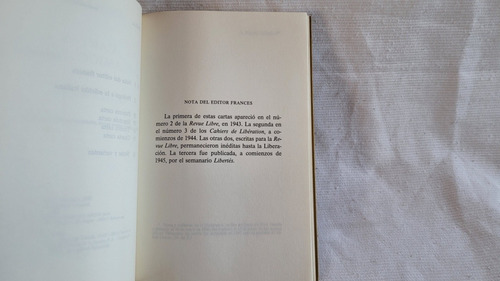 NOTA DEL EDITOR FRANCES
La primera de estas cartas apareció en el nú-
mero 2 de la Revue Libre, en 1943. La segunda en
el número 3 de los Cahiers de Libération, a co-
mienzos de 1944. Las otras dos, escritas para la Re-
vue Libre, permanecieron inéditas hasta la Libera-
ción. La tercera fue publicada, a comienzos de
1945, por el semanario Libertés.